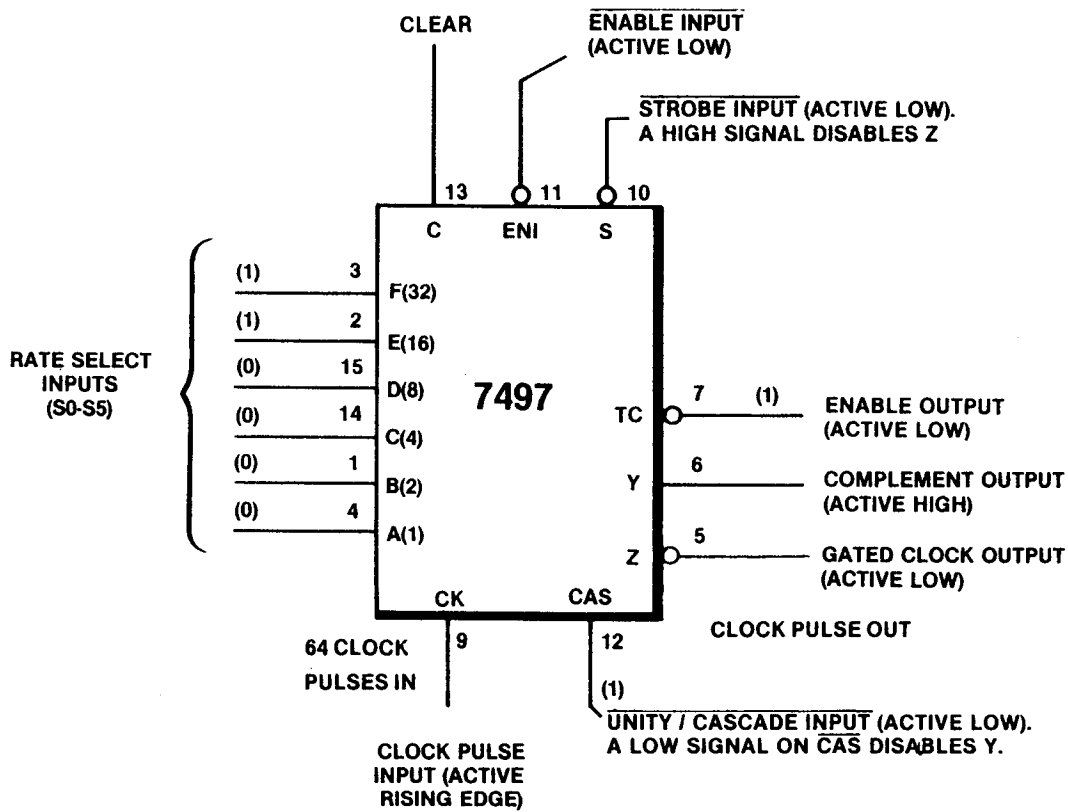 CLEAR
ENABLE INPUT
(ACTIVE LOW)
STROBE INPUT (ACTIVE LOW).
A HIGH SIGNAL DISABLES Z
13
11
10
C
ENI
S
RATE SELECT
INPUTS
(S0-S5)
(1) 3 F(32)
(1) 2 E(16)
(0) 15 D(8)
(0) 14 C(4)
(0) 1 B(2)
(0) 4 A(1)
7497
TC 7 (1)
ENABLE OUTPUT
(ACTIVE LOW)
Y 6
COMPLEMENT OUTPUT
(ACTIVE HIGH)
Z 5
GATED CLOCK OUTPUT
(ACTIVE LOW)
CLOCK PULSE OUT
CK
CAS
64 CLOCK
PULSES IN
9
12
(1)
UNITY / CASCADE INPUT (ACTIVE LOW).
A LOW SIGNAL ON CAS DISABLES Y.
CLOCK PULSE
INPUT (ACTIVE
RISING EDGE)